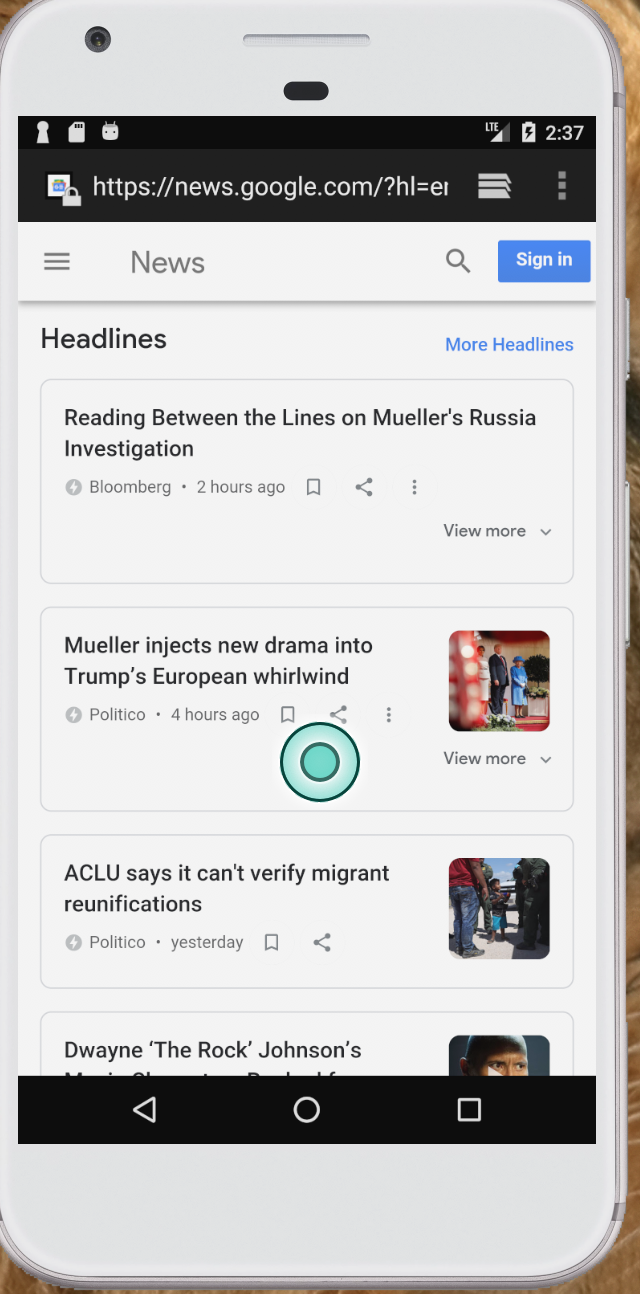 LTE 2:37
https://news.google.com/?hl=er
News
Sign in
Headlines
More Headlines
Reading Between the Lines on Mueller's Russia
Investigation
Bloomberg • 2 hours ago
View more
Mueller injects new drama into
Trump’s European whirlwind
Politico • 4 hours ago
View more
ACLU says it can't verify migrant
reunifications
Politico • yesterday
Dwayne ‘The Rock’ Johnson’s